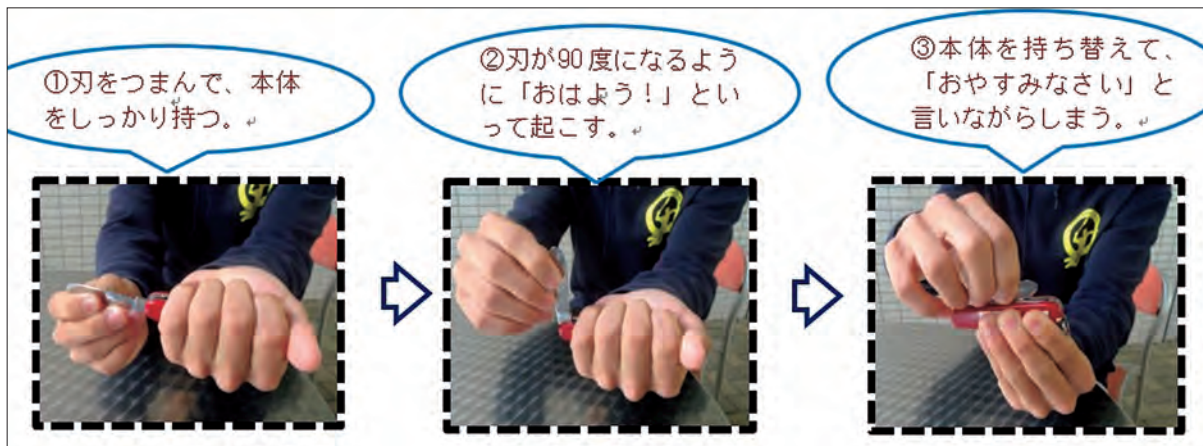 ①刃をつまんで、本体
をしっかり持つ。
②刃が90度になるよう
に「おはよう！」とい
って起こす。
③本体を持ち替えて、
「おやすみなさい」と
言いながらしまう。